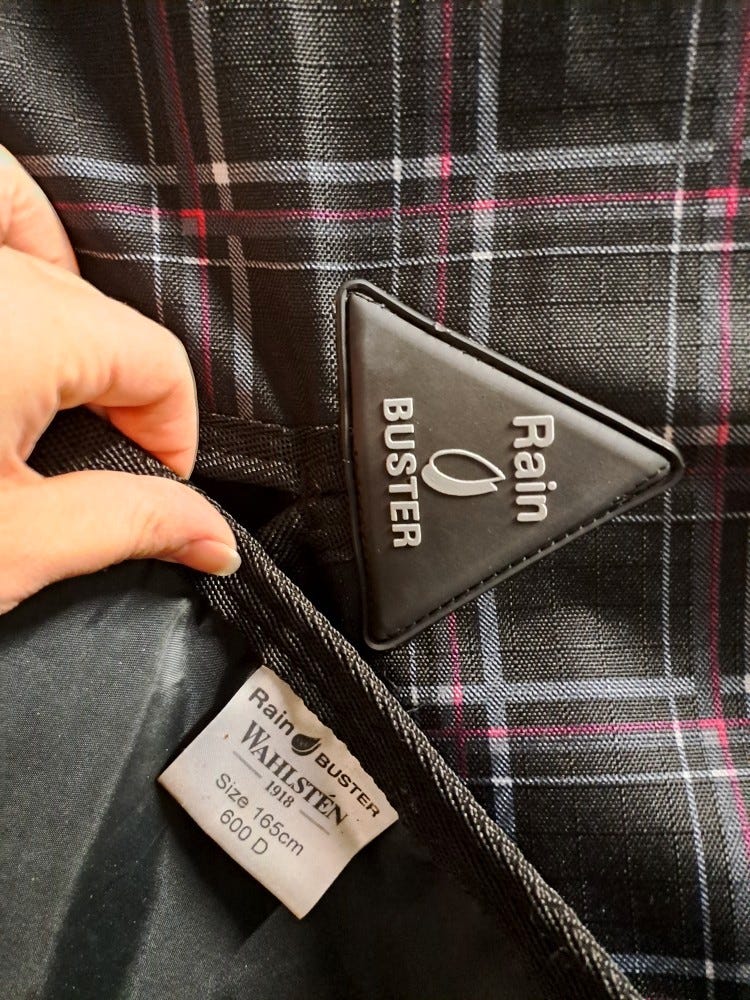 Rain
BUSTER
Rain BUSTER
WAHLSTÉN
1918
Size 165cm
600 D